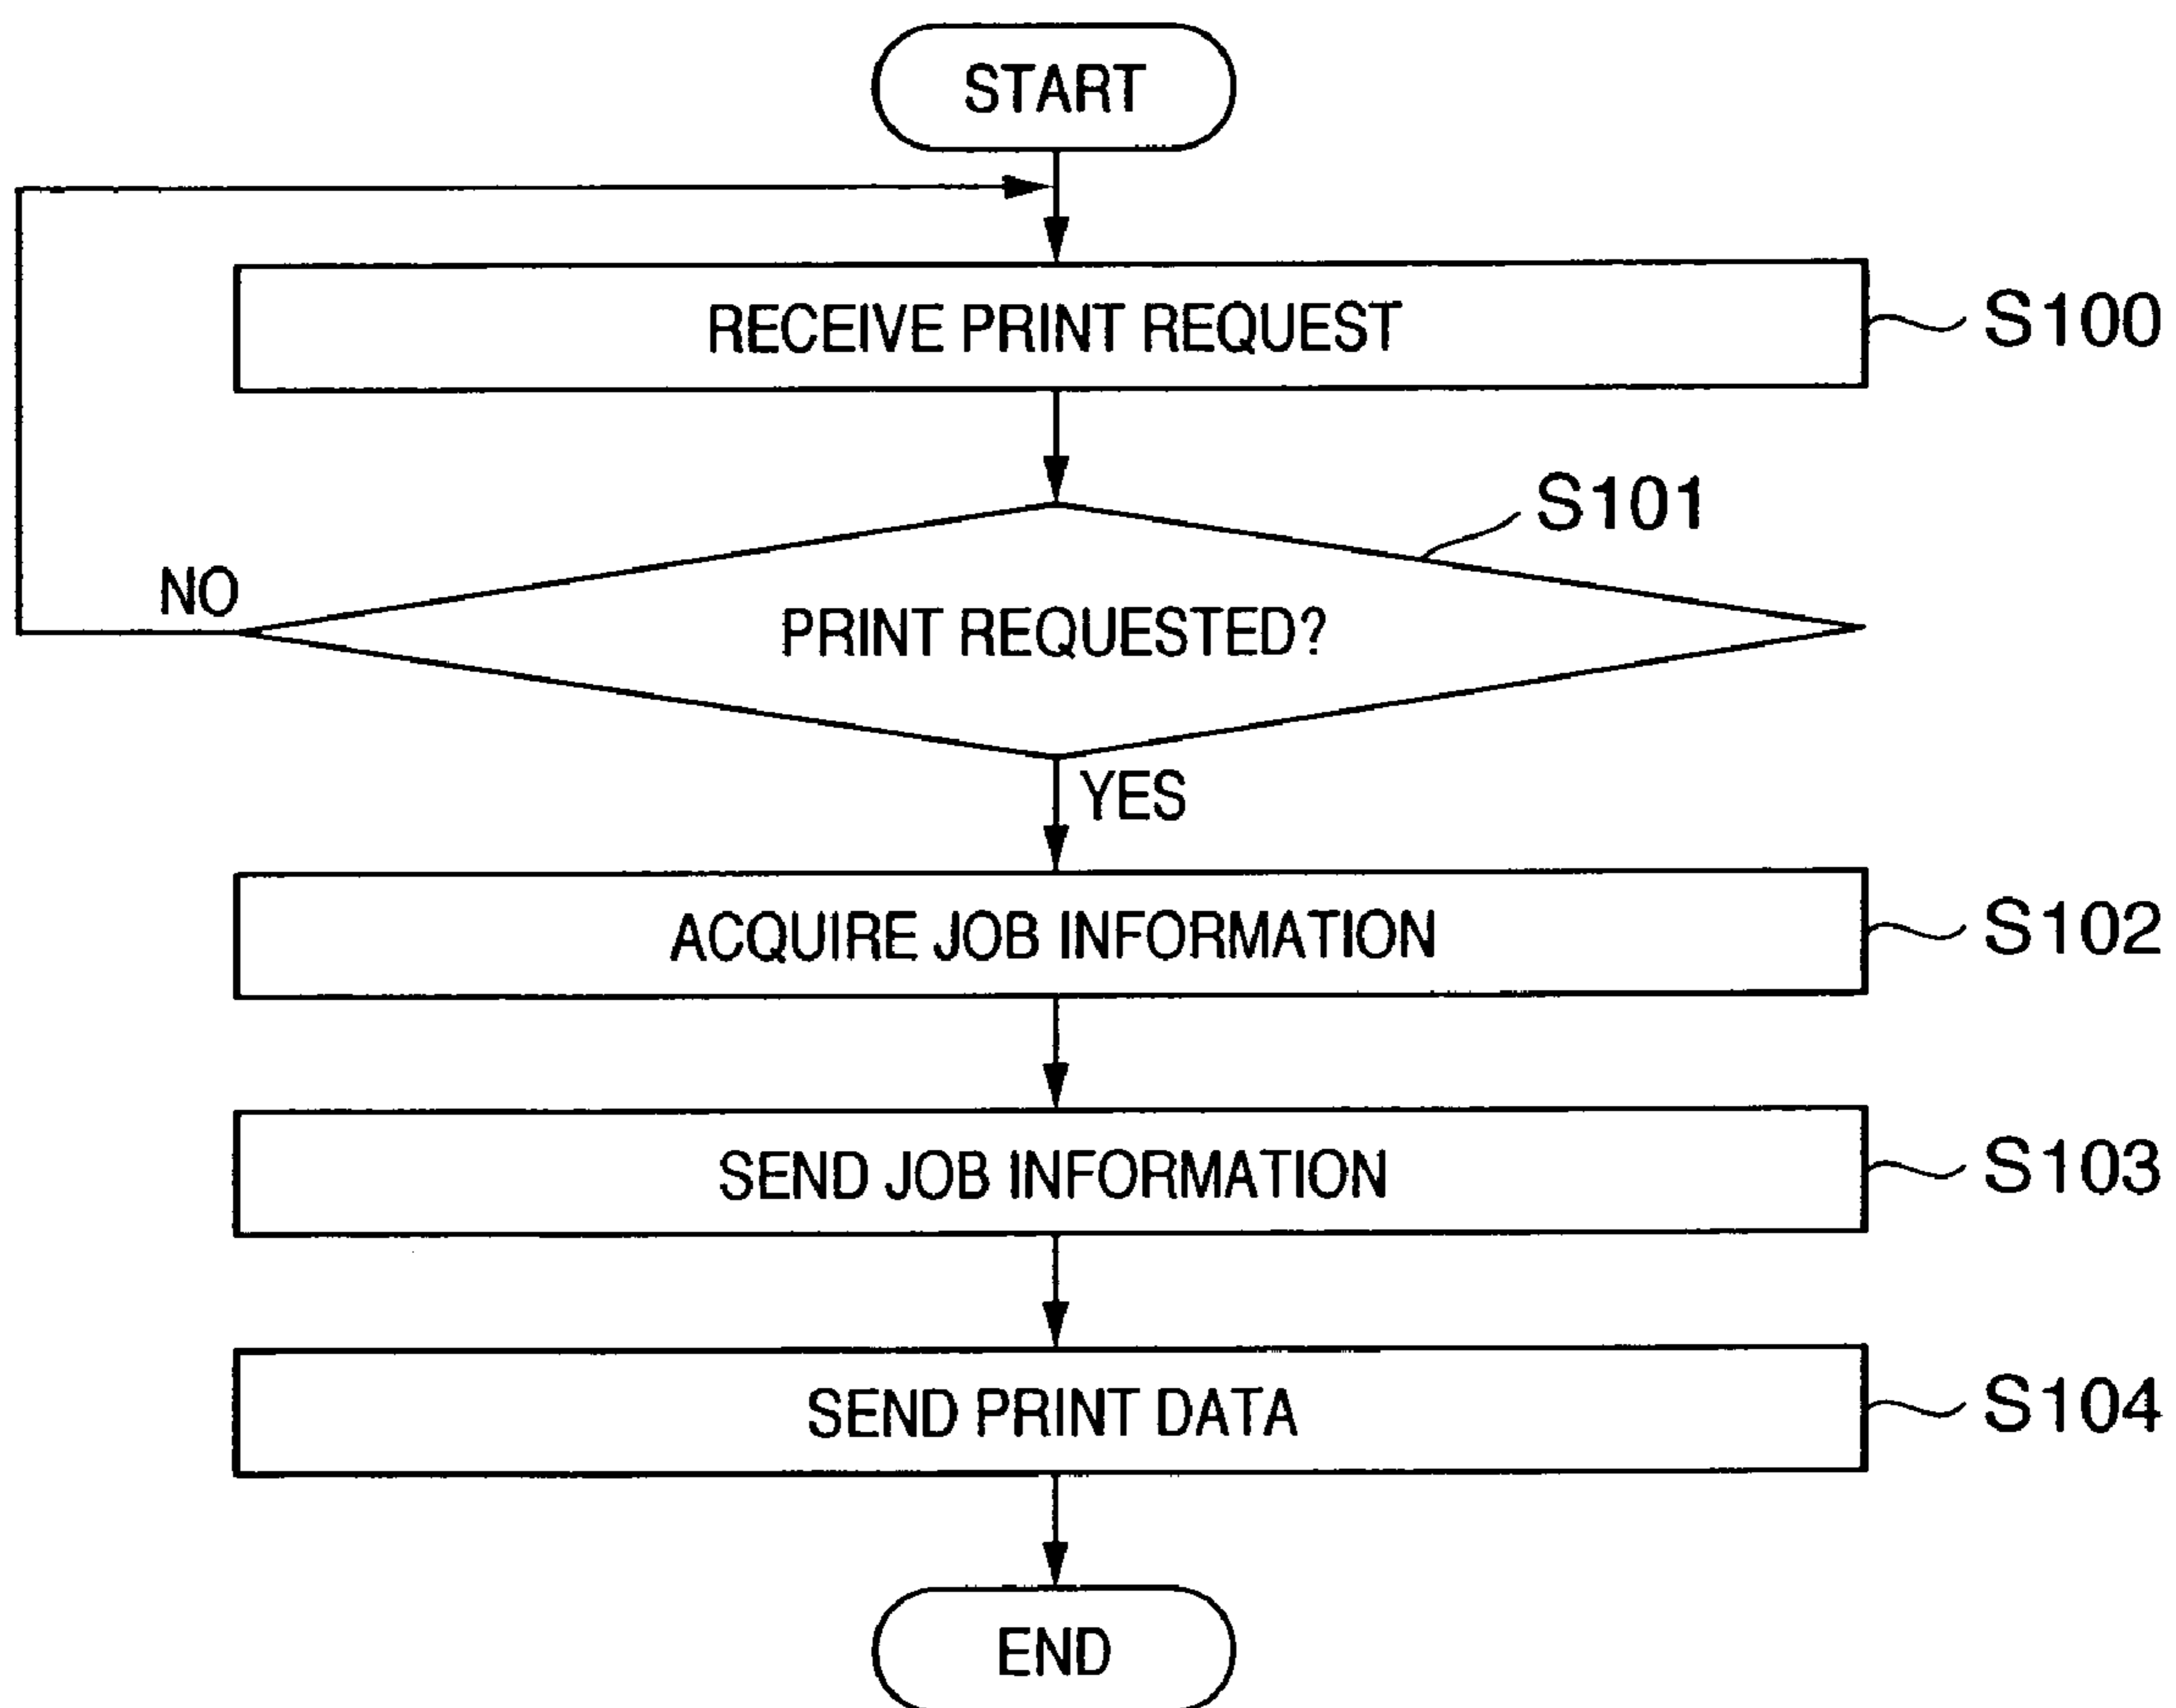 START
RECEIVE PRINT REQUEST
S100
S101
PRINT REQUESTED?
NO
YES
ACQUIRE JOB INFORMATION
S102
SEND JOB INFORMATION
S103
SEND PRINT DATA
S104
END